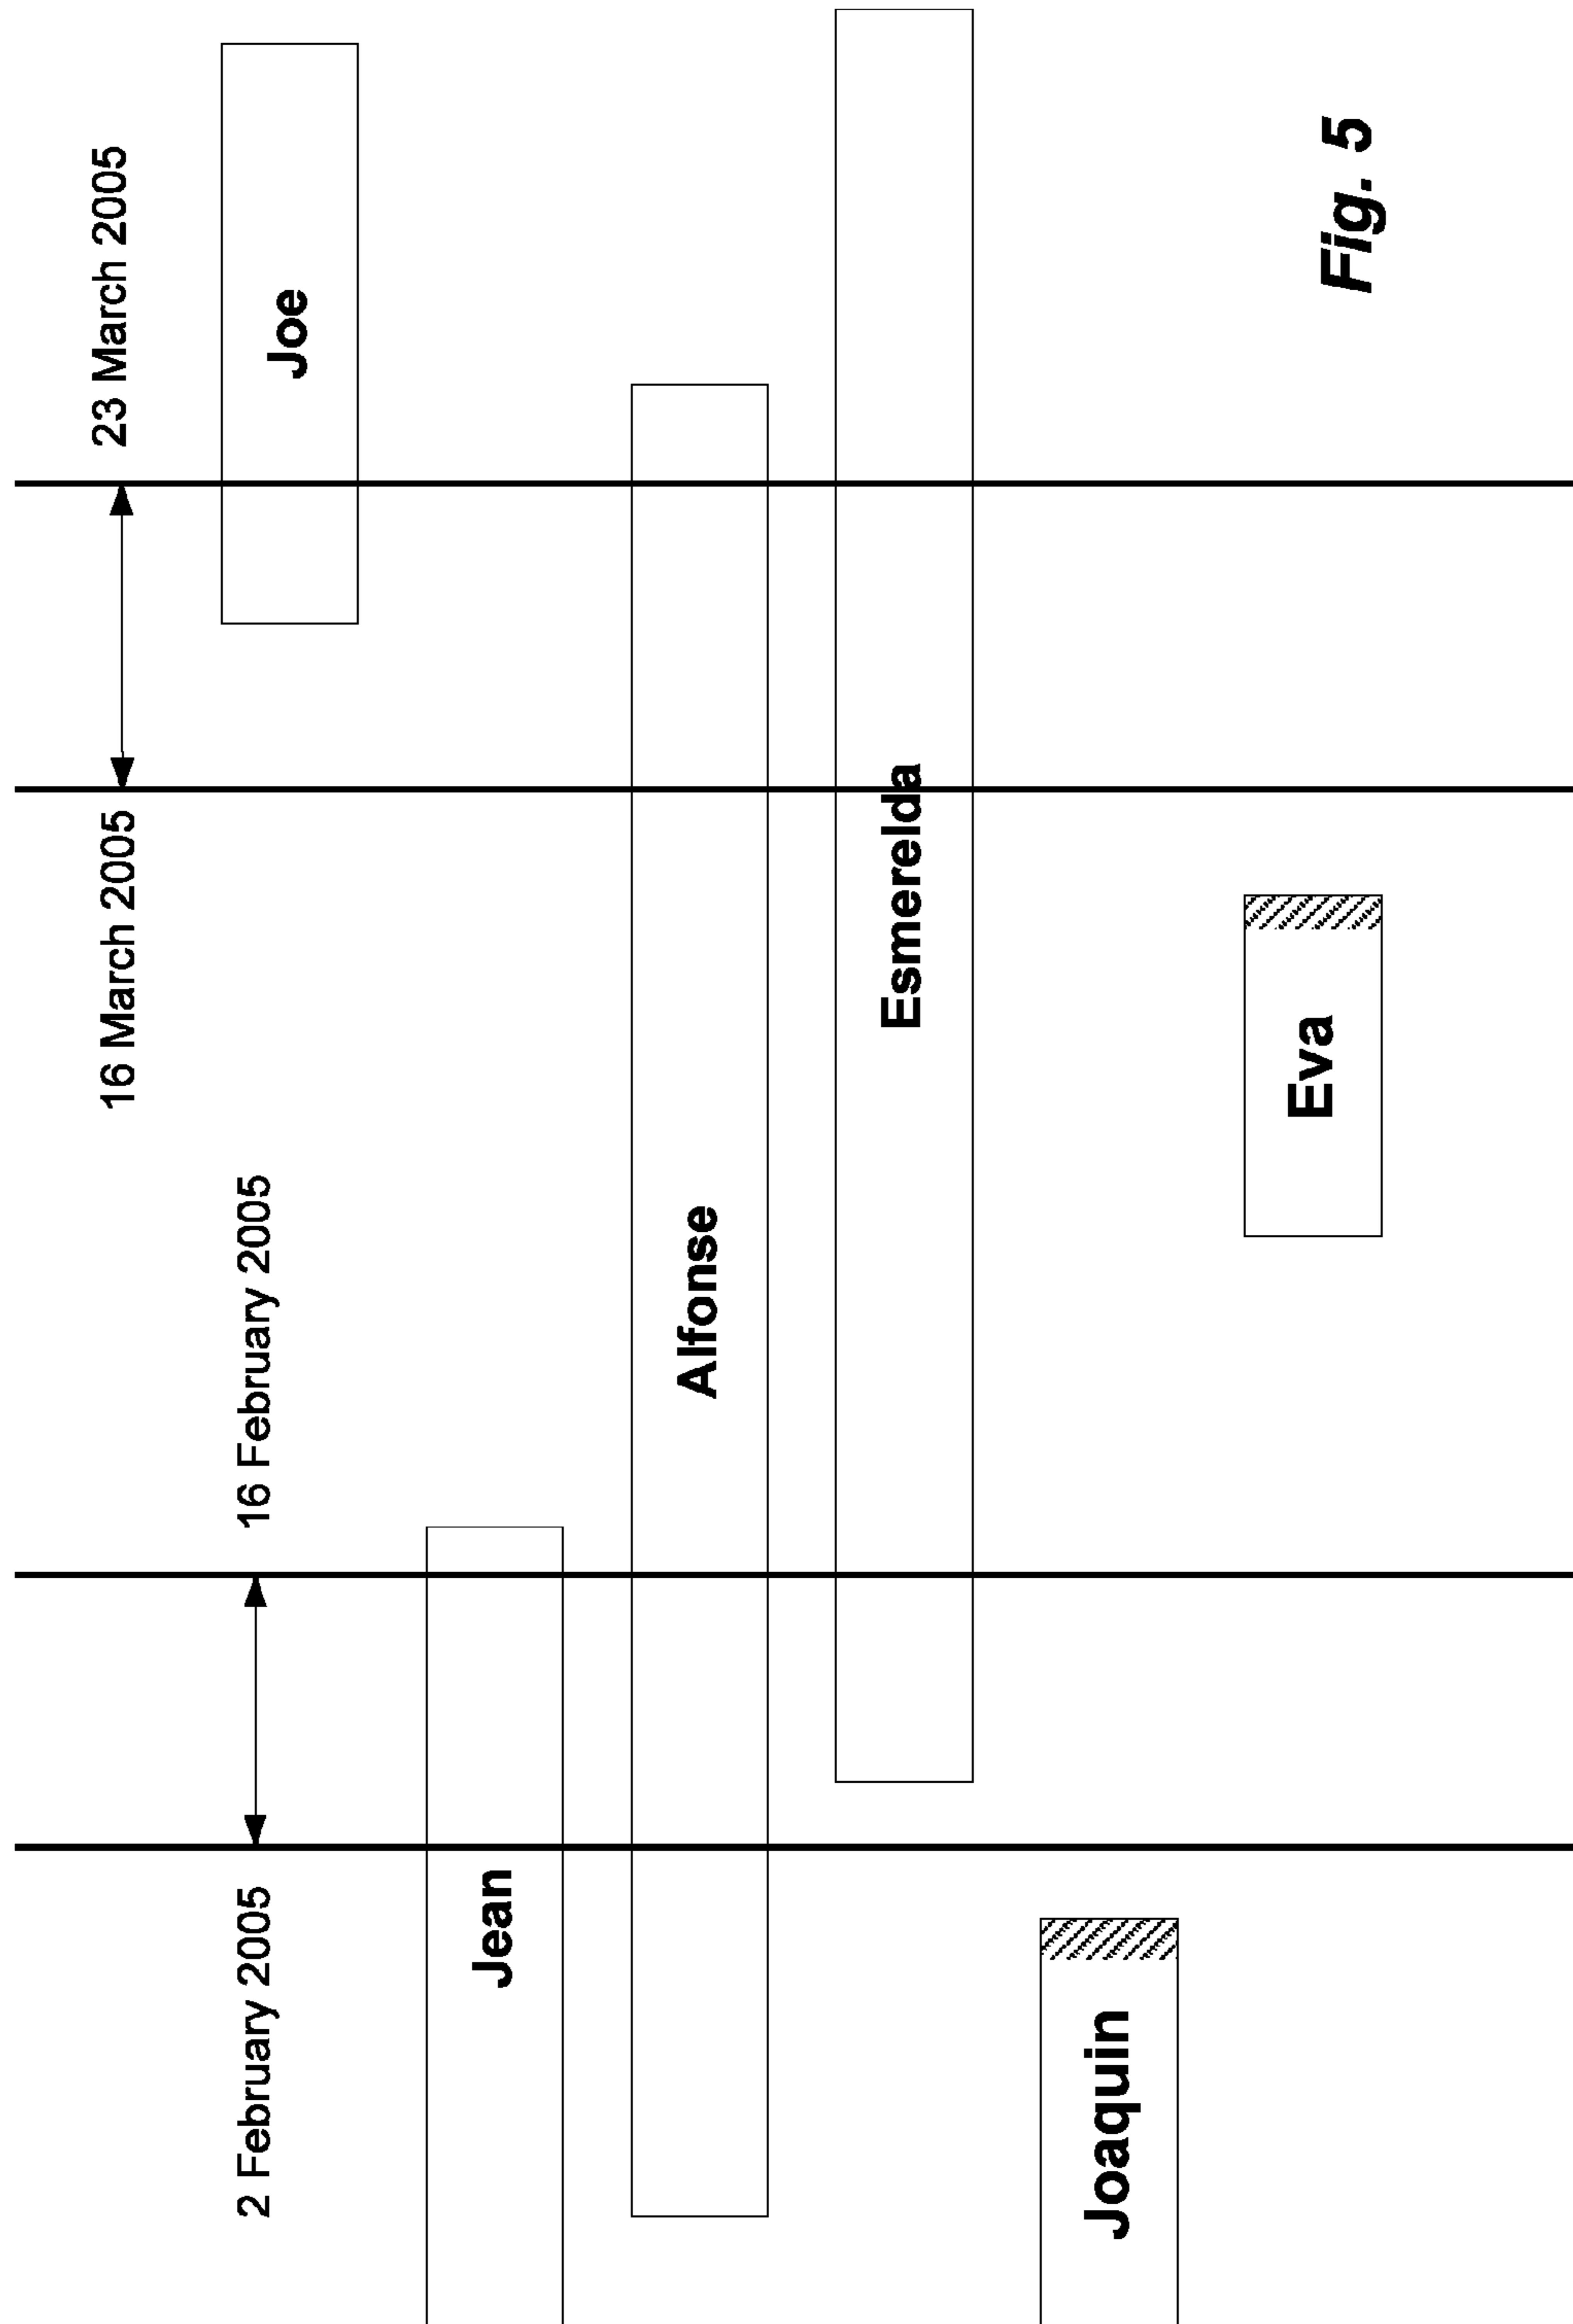 23 March 2005
16 March 2005
16 February 2005
2 February 2005
Joe
Jean
Alfonse
Esmerelda
Joaquin
Eva
Fig. 5